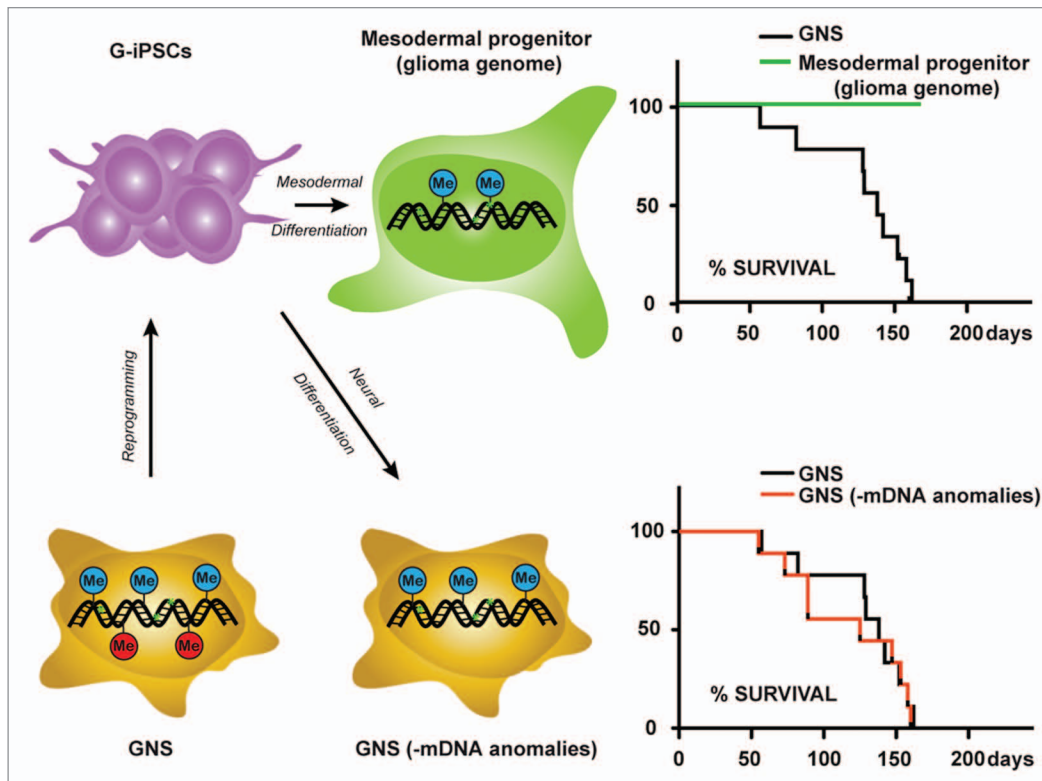 G-iPSCs
Mesodermal progenitor
(glioma genome)
Mesodermal
Differentiation
Me
Me
GNS
Mesodermal progenitor
(glioma genome)
100
50
0
% SURVIVAL
0
50
100
150
200
days
Reprogramming
Neural
Differentiation
Me
Me
Me
Me
Me
GNS
Me
Me
Me
GNS (-mDNA anomalies)
GNS
GNS (-mDNA anomalies)
100
50
0
% SURVIVAL
0
50
100
150
200
days